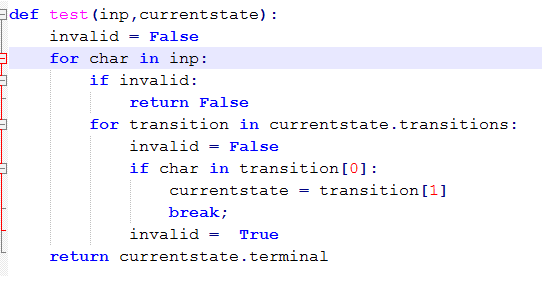 def test(inp,currentstate):
    invalid = False
    for char in inp:
        if invalid:
            return False
        for transition in currentstate.transitions:
            invalid = False
            if char in transition[0]:
                currentstate = transition[1]
                break;
            invalid =  True
    return currentstate.terminal